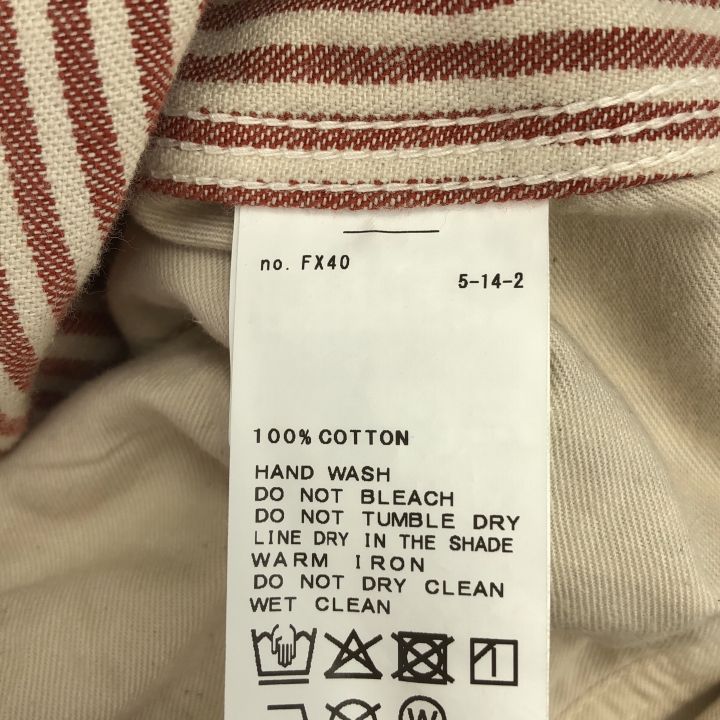 no. FX40
5-14-2
100% COTTON
HAND WASH
DO NOT BLEACH
DO NOT TUMBLE DRY
LINE DRY IN THE SHADE
WARM IRON
DO NOT DRY CLEAN
WET CLEAN
W